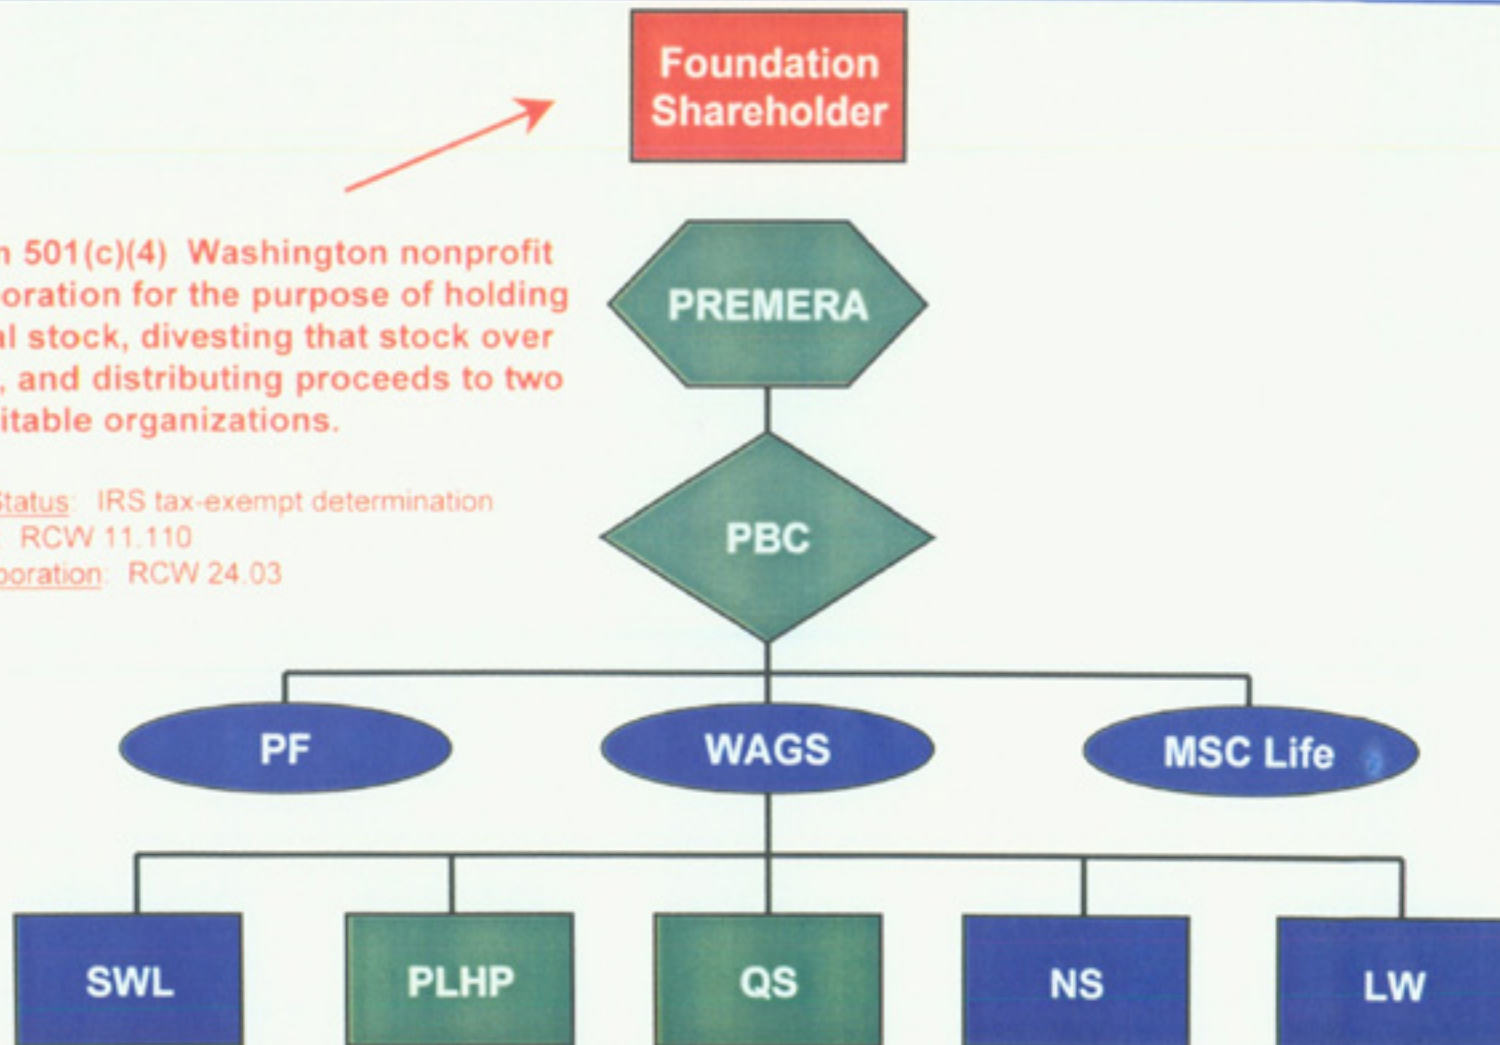 Foundation
Shareholder
501(c)(4) Washington nonprofit
oration for the purpose of holding
al stock, divesting that stock over
, and distributing proceeds to two
itable organizations.
Status: IRS tax-exempt determination
: RCW 11.110
poration: RCW 24.03
PREMERA
PBC
PF
WAGS
MSC Life
SWL
PLHP
QS
NS
LW